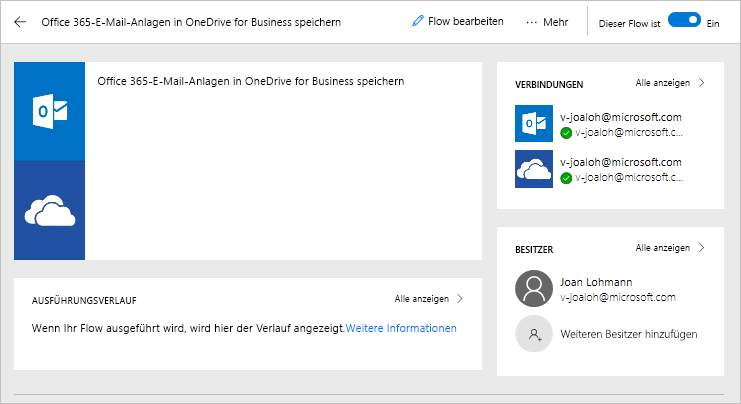 Office 365-E-Mail-Anlagen in OneDrive for Business speichern
Flow bearbeiten
Mehr
Dieser Flow ist
Ein
Office 365-E-Mail-Anlagen in OneDrive for Business speichern
VERBINDUNGEN
Alle anzeigen
v-joaloh@microsoft.com
v-joaloh@microsoft.c...
v-joaloh@microsoft.com
v-joaloh@microsoft.c...
AUSFÜHRUNGSVERLAUF
Alle anzeigen
Wenn Ihr Flow ausgeführt wird, wird hier der Verlauf angezeigt.Weitere Informationen
BESITZER
Alle anzeigen
Joan Lohmann
v-joaloh@microsoft.com
Weiteren Besitzer hinzufügen